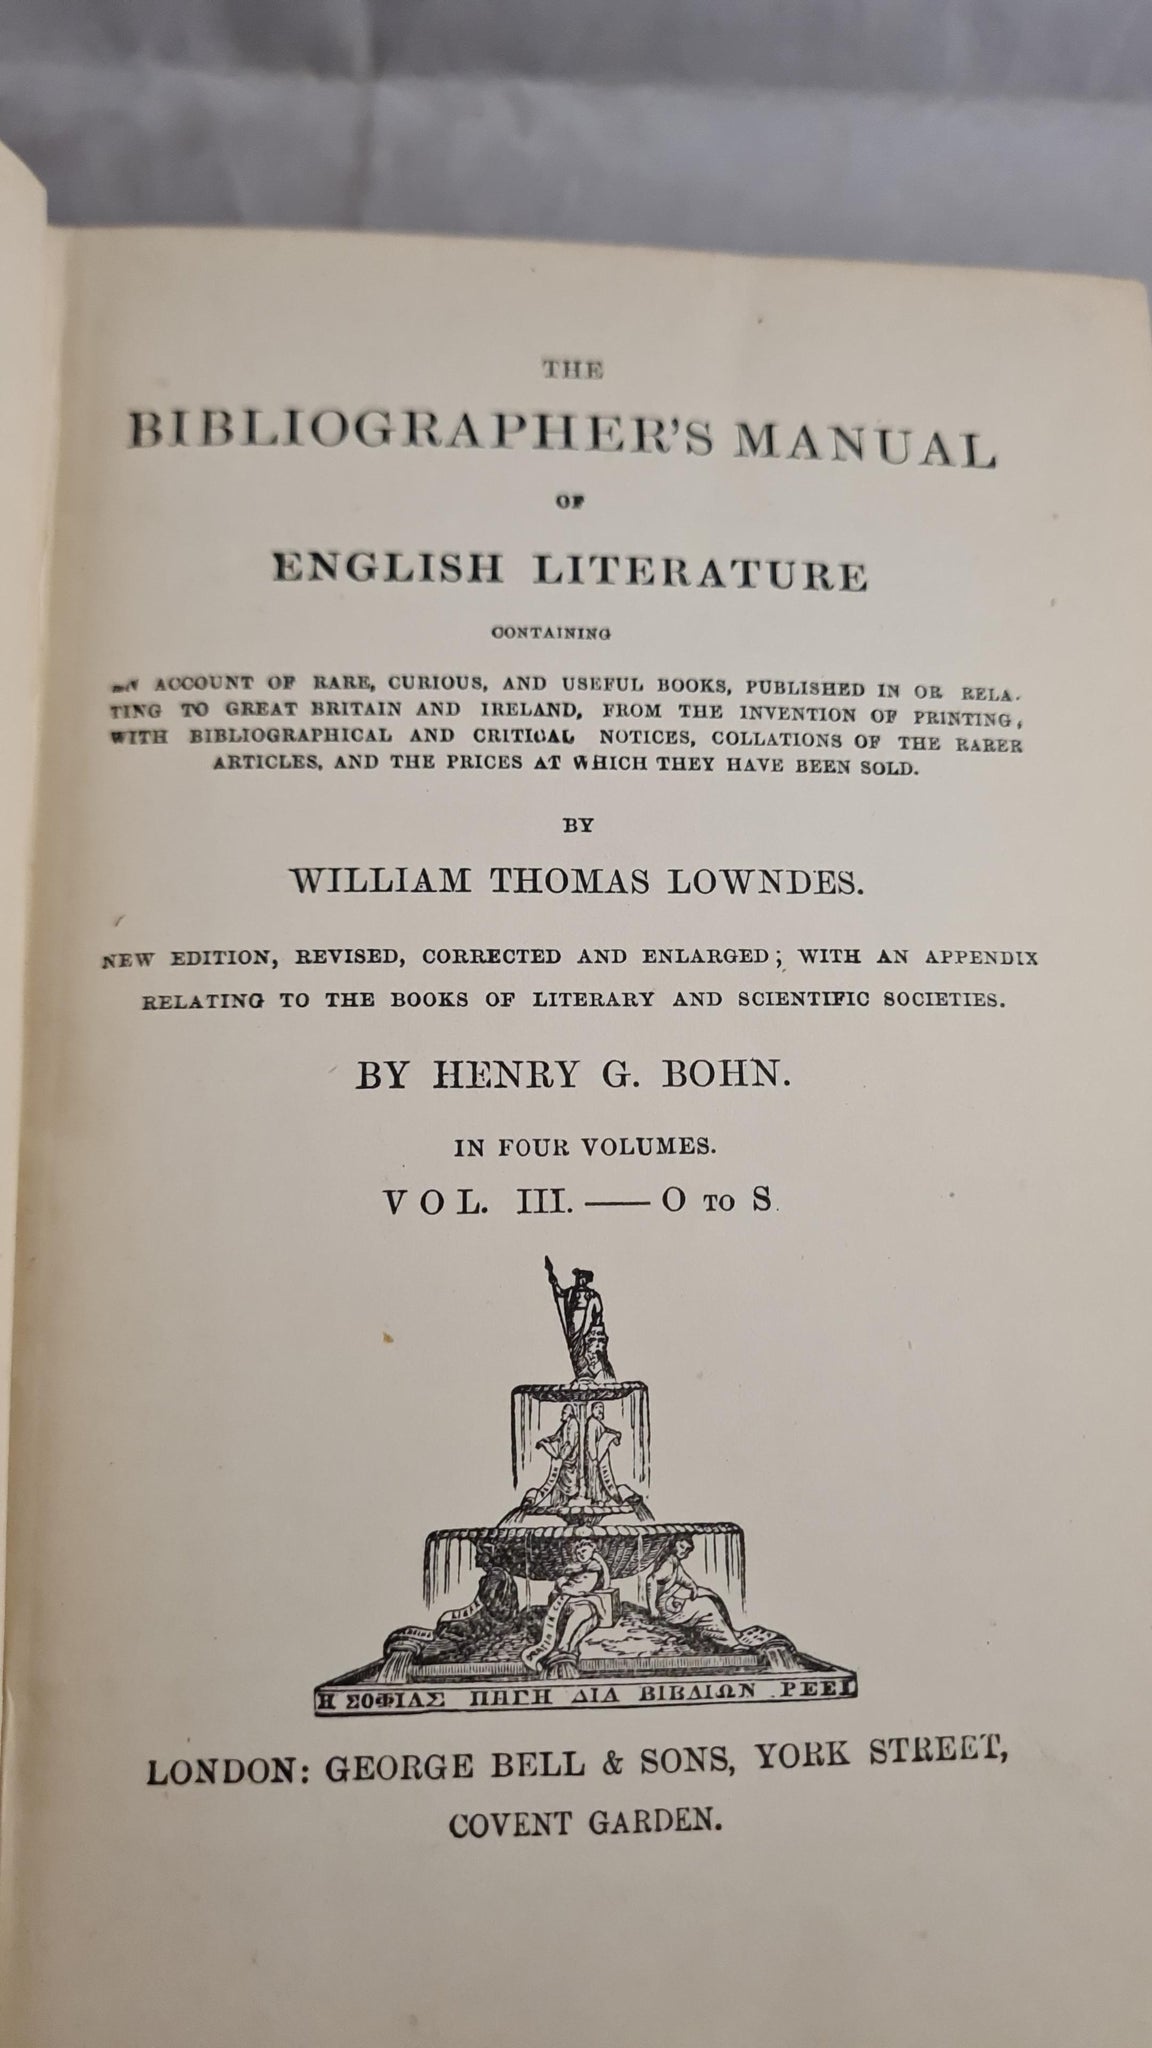 THE
BIBLIOGRAPHER'S MANUAL
OF
ENGLISH LITERATURE
CONTAINING
ACCOUNT OF RARE, CURIOUS, AND USEFUL BOOKS, PUBLISHED IN OR RELA-
TING TO GREAT BRITAIN AND IRELAND, FROM THE INVENTION OF PRINTING,
WITH BIBLIOGRAPHICAL AND CRITICAL NOTICES, COLLATIONS OF THE RARER
ARTICLES, AND THE PRICES AT WHICH THEY HAVE BEEN SOLD.
BY
WILLIAM THOMAS LOWNDES.
NEW EDITION, REVISED, CORRECTED AND ENLARGED; WITH AN APPENDIX
RELATING TO THE BOOKS OF LITERARY AND SCIENTIFIC SOCIETIES.
BY HENRY G. BOHN.
IN FOUR VOLUMES.
VOL. III. — O TO S.
Η ΣΟΦΙΑΣ ΠΗΓΗ ΔΙΑ ΒΙΒΛΙΩΝ ΡΕΕΙ
LONDON: GEORGE BELL & SONS, YORK STREET,
COVENT GARDEN.